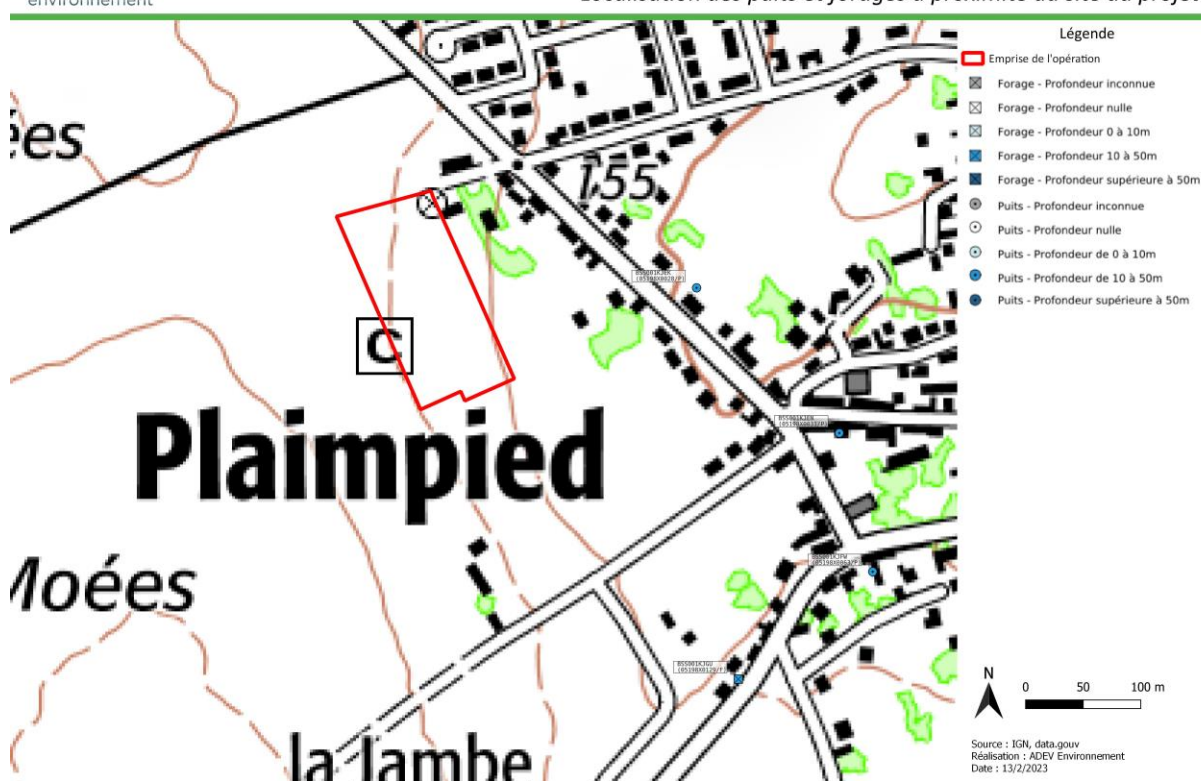 environnement
Localisation des puits et forages à proximité du site du projet
ées
155
C
Plaimpied
Moées
la Jambe
BSS001KJEK
BSS001KJFW
BSS001KJGU
Légende
Emprise de l'opération
Forage - Profondeur inconnue
Forage - Profondeur nulle
Forage - Profondeur 0 à 10m
Forage - Profondeur 10 à 50m
Forage - Profondeur supérieure à 50m
Puits - Profondeur inconnue
Puits - Profondeur nulle
Puits - Profondeur de 0 à 10m
Puits - Profondeur de 10 à 50m
Puits - Profondeur supérieure à 50m
N
0 50 100 m
Source : IGN, data.gouv
Réalisation : ADEV Environnement
Date : 13/2/2023